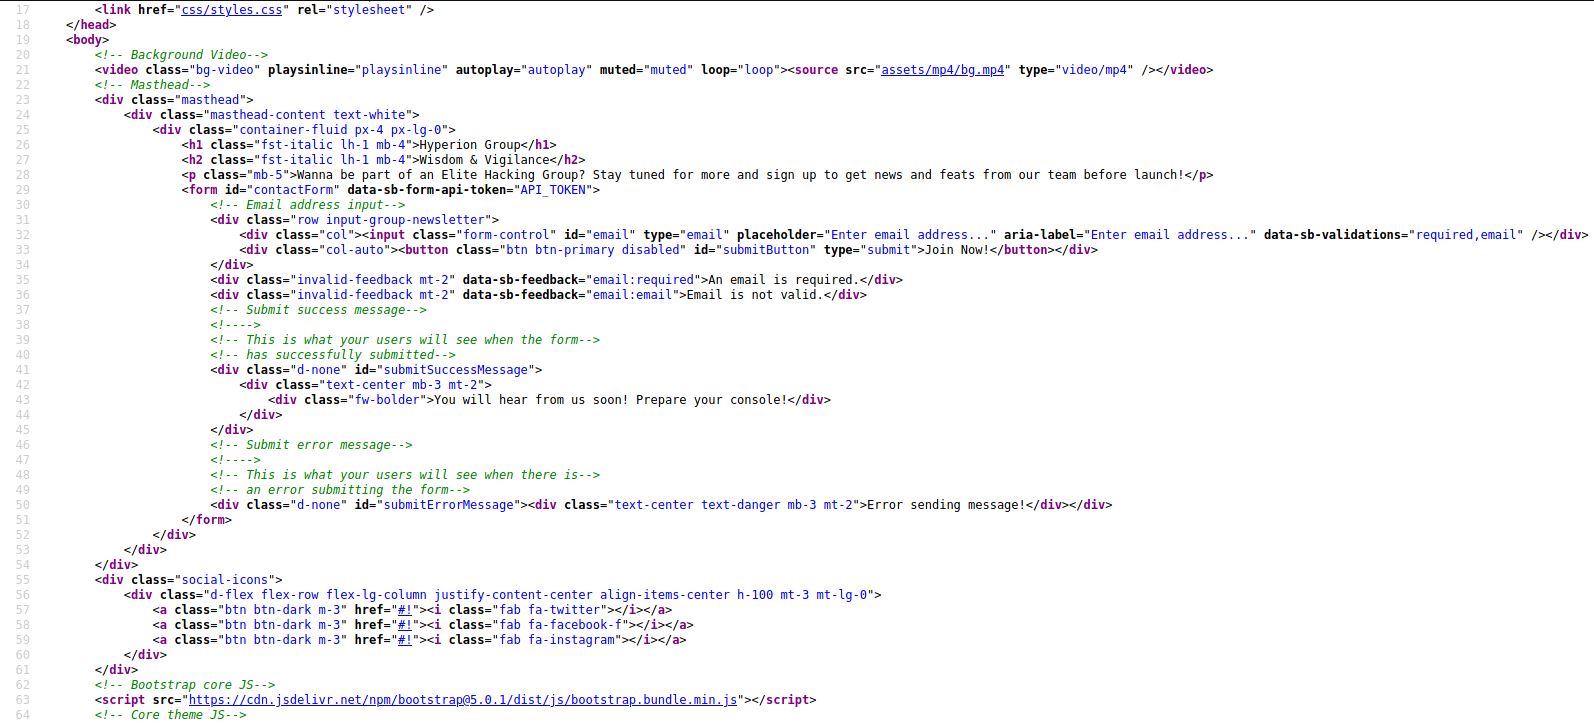 17 <link href="css/styles.css" rel="stylesheet" />
18 </head>
19 <body>
20 <!-- Background Video-->
21 <video class="bg-video" playsinline="playsinline" autoplay="autoplay" muted="muted" loop="loop"><source src="assets/mp4/bg.mp4" type="video/mp4" /></video>
22 <!-- Masthead-->
23 <div class="masthead">
24 <div class="masthead-content text-white">
25 <div class="container-fluid px-4 px-lg-0">
26 <h1 class="fst-italic lh-1 mb-4">Hyperion Group</h1>
27 <h2 class="fst-italic lh-1 mb-4">Wisdom & Vigilance</h2>
28 <p class="mb-5">Wanna be part of an Elite Hacking Group? Stay tuned for more and sign up to get news and feats from our team before launch!</p>
29 <form id="contactForm" data-sb-form-api-token="API_TOKEN">
30 <!-- Email address input-->
31 <div class="row input-group-newsletter">
32 <div class="col"><input class="form-control" id="email" type="email" placeholder="Enter email address..." aria-label="Enter email address..." data-sb-validations="required,email" /></div>
33 <div class="col-auto"><button class="btn btn-primary disabled" id="submitButton" type="submit">Join Now!</button></div>
34 </div>
35 <div class="invalid-feedback mt-2" data-sb-feedback="email:required">An email is required.</div>
36 <div class="invalid-feedback mt-2" data-sb-feedback="email:email">Email is not valid.</div>
37 <!-- Submit success message-->
38 <!---->
39 <!-- This is what your users will see when the form-->
40 <!-- has successfully submitted-->
41 <div class="d-none" id="submitSuccessMessage">
42 <div class="text-center mb-3 mt-2">
43 <div class="fw-bolder">You will hear from us soon! Prepare your console!</div>
44 </div>
45 </div>
46 <!-- Submit error message-->
47 <!---->
48 <!-- This is what your users will see when there is-->
49 <!-- an error submitting the form-->
50 <div class="d-none" id="submitErrorMessage"><div class="text-center text-danger mb-3 mt-2">Error sending message!</div></div>
51 </form>
52 </div>
53 </div>
54 </div>
55 <div class="social-icons">
56 <div class="d-flex flex-row flex-lg-column justify-content-center align-items-center h-100 mt-3 mt-lg-0">
57 <a class="btn btn-dark m-3" href="#!"><i class="fab fa-twitter"></i></a>
58 <a class="btn btn-dark m-3" href="#!"><i class="fab fa-facebook-f"></i></a>
59 <a class="btn btn-dark m-3" href="#!"><i class="fab fa-instagram"></i></a>
60 </div>
61 </div>
62 <!-- Bootstrap core JS-->
63 <script src="https://cdn.jsdelivr.net/npm/bootstrap@5.0.1/dist/js/bootstrap.bundle.min.js"></script>
64 <!-- Core theme JS-->